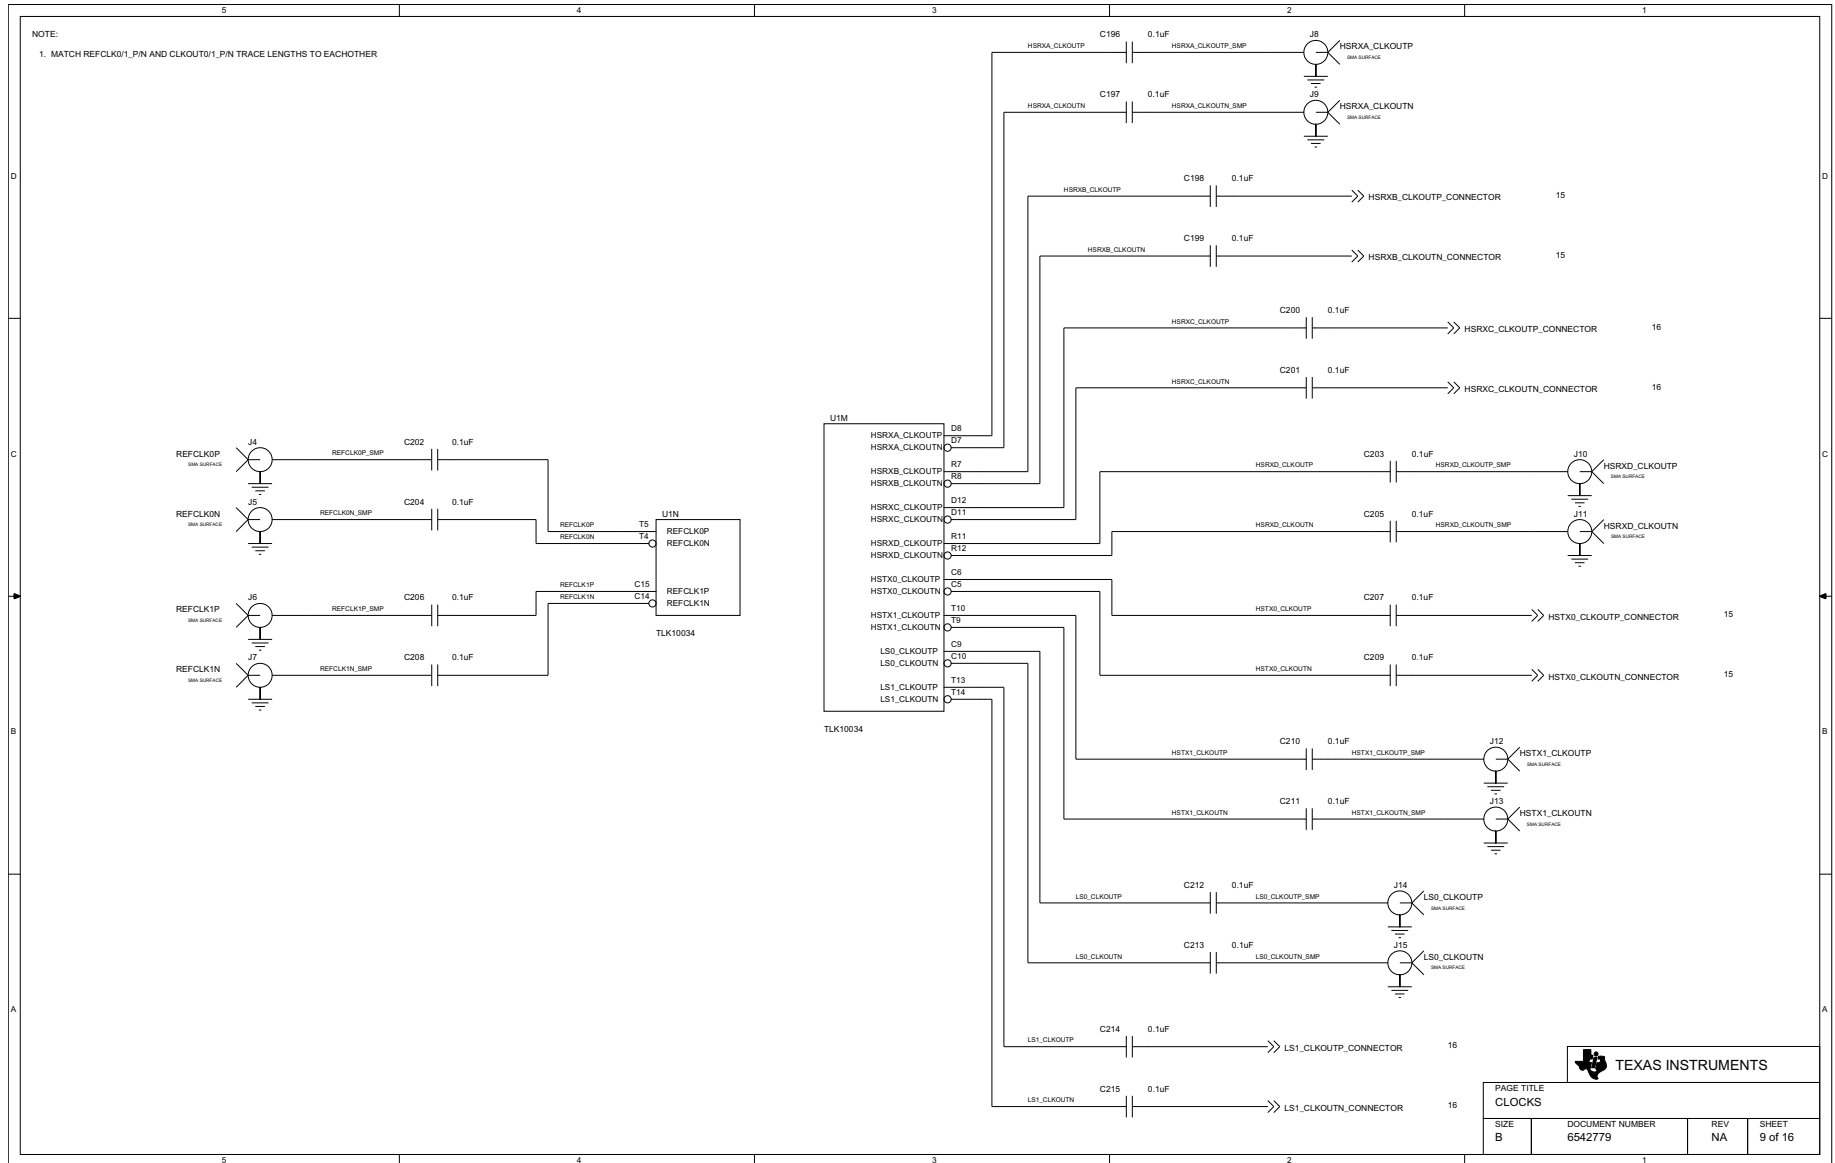 5 4 3 2 1
NOTE:
1. MATCH REFCLK0/1_P/N AND CLKOUT0/1_P/N TRACE LENGTHS TO EACHOTHER
C196 0.1uF J8
HSRXA_CLKOUTP HSRXA_CLKOUTP_SMP HSRXA_CLKOUTP
SMA SURFACE
C197 0.1uF J9
HSRXA_CLKOUTN HSRXA_CLKOUTN_SMP HSRXA_CLKOUTN
SMA SURFACE
D D
C198 0.1uF
HSRXB_CLKOUTP HSRXB_CLKOUTP_CONNECTOR 15
C199 0.1uF
HSRXB_CLKOUTN HSRXB_CLKOUTN_CONNECTOR 15
C200 0.1uF
HSRXC_CLKOUTP HSRXC_CLKOUTP_CONNECTOR 16
C201 0.1uF
HSRXC_CLKOUTN HSRXC_CLKOUTN_CONNECTOR 16
C C
J4 C202 0.1uF
REFCLK0P REFCLK0P_SMP
SMA SURFACE
J5 C204 0.1uF
REFCLK0N REFCLK0N_SMP
SMA SURFACE
U1N
REFCLK0P T5 REFCLK0P
REFCLK0N T4 REFCLK0N
REFCLK1P C15 REFCLK1P
REFCLK1N C14 REFCLK1N
TLK10034
J6 C206 0.1uF
REFCLK1P REFCLK1P_SMP
SMA SURFACE
J7 C208 0.1uF
REFCLK1N REFCLK1N_SMP
SMA SURFACE
U1M
HSRXA_CLKOUTP D8
HSRXA_CLKOUTN D7
HSRXB_CLKOUTP R7
HSRXB_CLKOUTN R8
HSRXC_CLKOUTP D12
HSRXC_CLKOUTN D11
HSRXD_CLKOUTP R11
HSRXD_CLKOUTN R12
HSTX0_CLKOUTP C6
HSTX0_CLKOUTN C5
HSTX1_CLKOUTP T10
HSTX1_CLKOUTN T9
LS0_CLKOUTP C9
LS0_CLKOUTN C10
LS1_CLKOUTP T13
LS1_CLKOUTN T14
TLK10034
C203 0.1uF J10
HSRXD_CLKOUTP HSRXD_CLKOUTP_SMP HSRXD_CLKOUTP
SMA SURFACE
C205 0.1uF J11
HSRXD_CLKOUTN HSRXD_CLKOUTN_SMP HSRXD_CLKOUTN
SMA SURFACE
C207 0.1uF
HSTX0_CLKOUTP HSTX0_CLKOUTP_CONNECTOR 15
C209 0.1uF
HSTX0_CLKOUTN HSTX0_CLKOUTN_CONNECTOR 15
B B
C210 0.1uF J12
HSTX1_CLKOUTP HSTX1_CLKOUTP_SMP HSTX1_CLKOUTP
SMA SURFACE
C211 0.1uF J13
HSTX1_CLKOUTN HSTX1_CLKOUTN_SMP HSTX1_CLKOUTN
SMA SURFACE
C212 0.1uF J14
LS0_CLKOUTP LS0_CLKOUTP_SMP LS0_CLKOUTP
SMA SURFACE
C213 0.1uF J15
LS0_CLKOUTN LS0_CLKOUTN_SMP LS0_CLKOUTN
SMA SURFACE
A A
C214 0.1uF
LS1_CLKOUTP LS1_CLKOUTP_CONNECTOR 16
C215 0.1uF
LS1_CLKOUTN LS1_CLKOUTN_CONNECTOR 16
TEXAS INSTRUMENTS
PAGE TITLE
CLOCKS
SIZE DOCUMENT NUMBER REV SHEET
B 6542779 NA 9 of 16
5 4 3 2 1